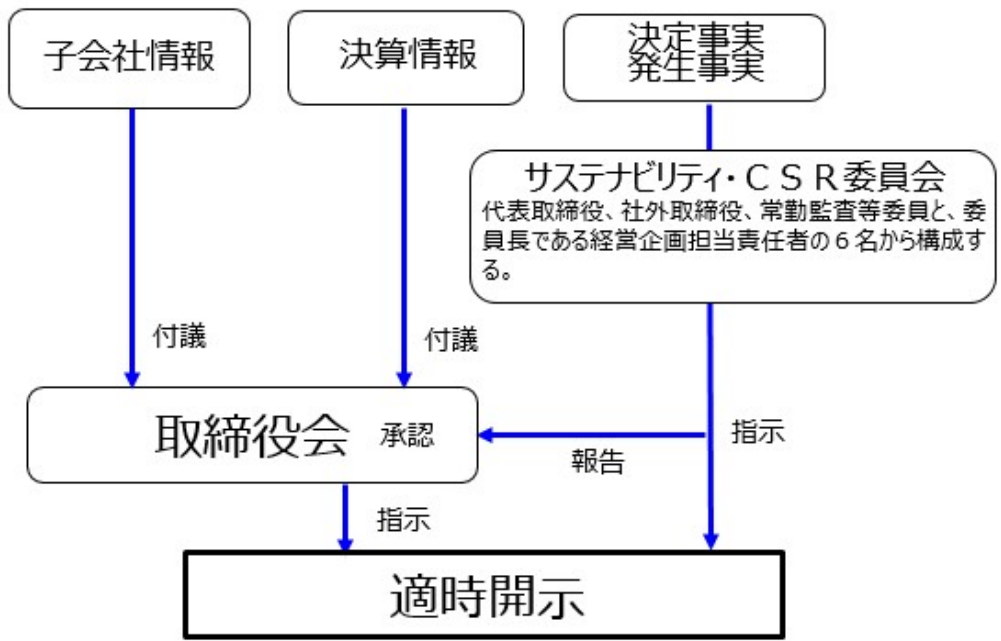 子会社情報
決算情報
決定事実
発生事実
サステナビリティ・ＣＳＲ委員会
代表取締役、社外取締役、常勤監査等委員と、委
員長である経営企画担当責任者の６名から構成す
る。
付議
付議
取締役会 承認
報告
指示
指示
適時開示